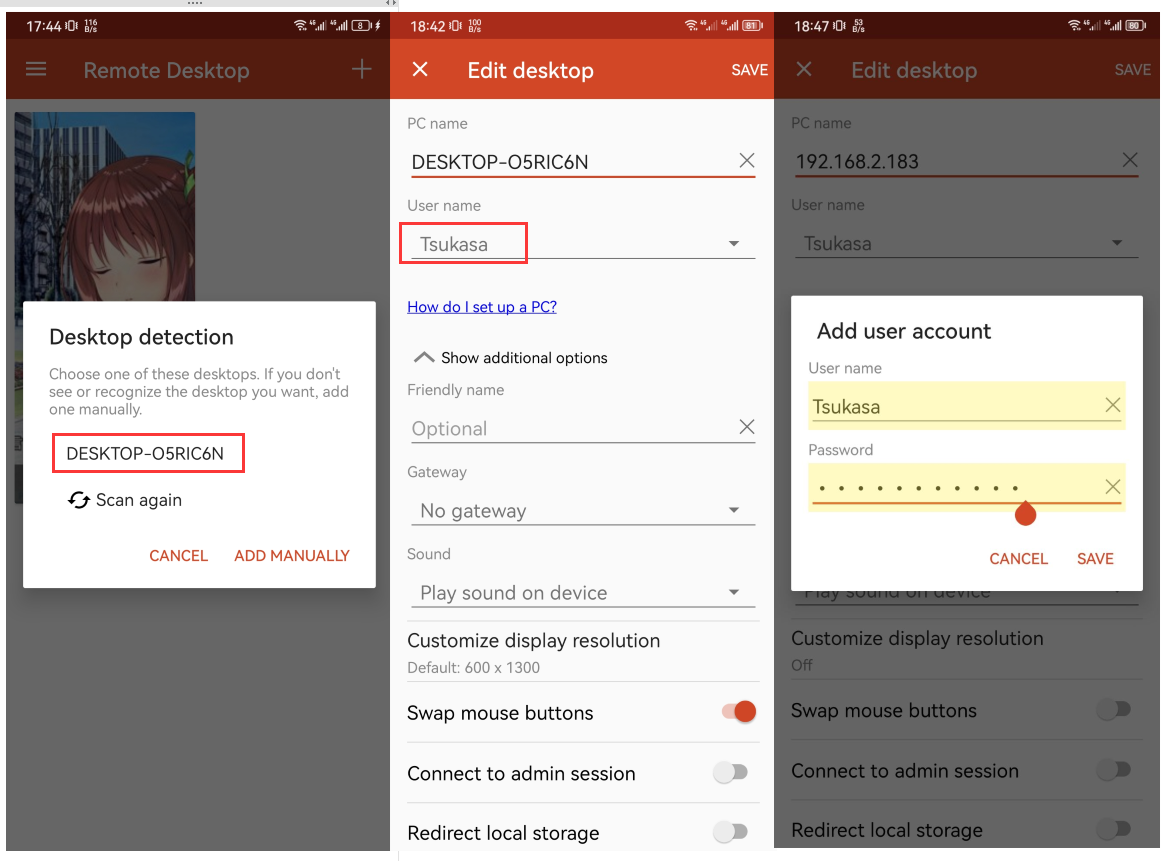 17:44 116 B/s 4G 4G 8
Remote Desktop
Desktop detection
Choose one of these desktops. If you don't
see or recognize the desktop you want, add
one manually.
DESKTOP-O5RIC6N
Scan again
CANCEL ADD MANUALLY
18:42 100 B/s 4G 4G 81
Edit desktop SAVE
PC name
DESKTOP-O5RIC6N
User name
Tsukasa
How do I set up a PC?
Show additional options
Friendly name
Optional
Gateway
No gateway
Sound
Play sound on device
Customize display resolution
Default: 600 x 1300
Swap mouse buttons
Connect to admin session
Redirect local storage
18:47 53 B/s 4G 4G 80
Edit desktop SAVE
PC name
192.168.2.183
User name
Tsukasa
Add user account
User name
Tsukasa
Password
• • • • • • • • • • •
CANCEL SAVE
Play sound on device
Customize display resolution
Off
Swap mouse buttons
Connect to admin session
Redirect local storage